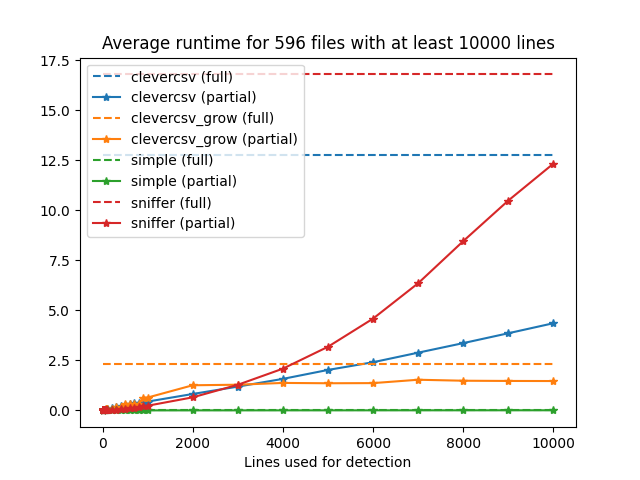 Average runtime for 596 files with at least 10000 lines
17.5
15.0
12.5
10.0
7.5
5.0
2.5
0.0
clevercsv (full)
clevercsv (partial)
clevercsv_grow (full)
clevercsv_grow (partial)
simple (full)
simple (partial)
sniffer (full)
sniffer (partial)
0 2000 4000 6000 8000 10000
Lines used for detection